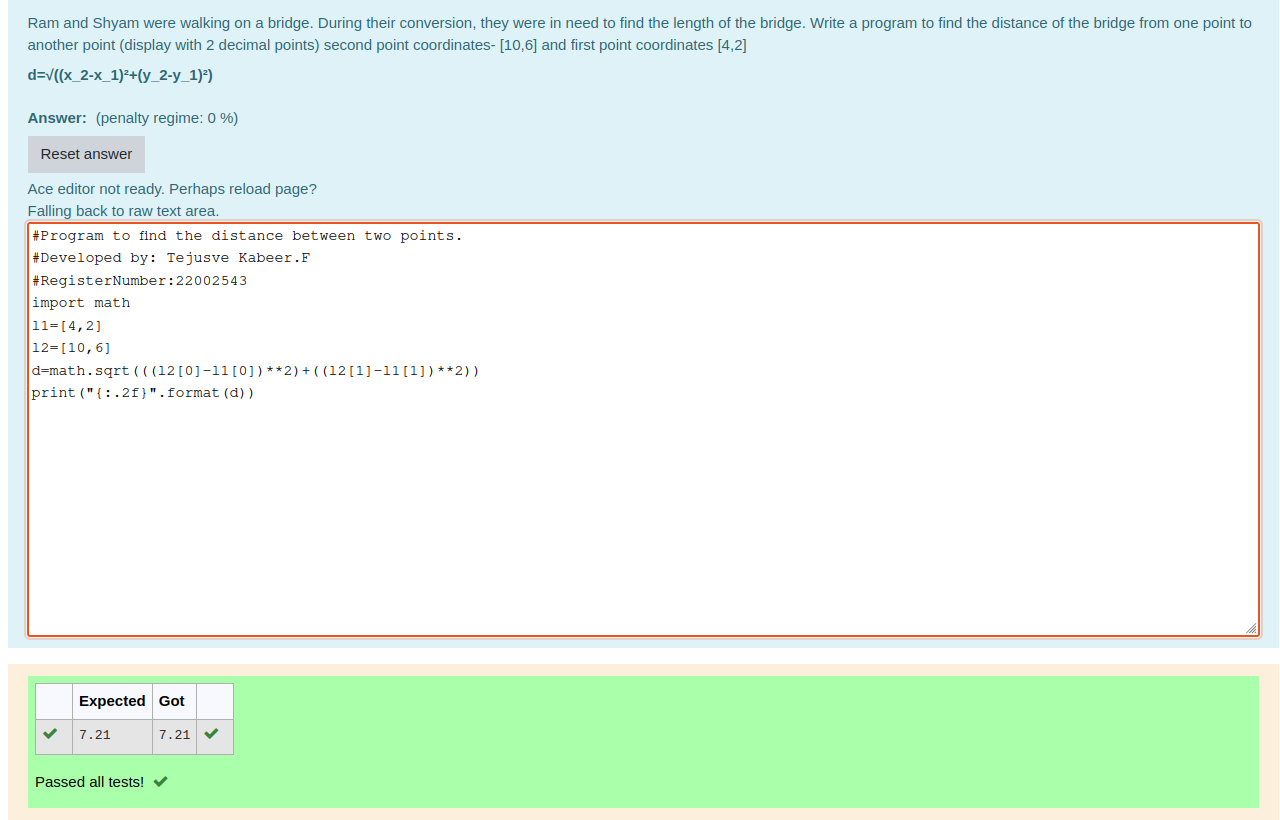 Ram and Shyam were walking on a bridge. During their conversion, they were in need to find the length of the bridge. Write a program to find the distance of the bridge from one point to
another point (display with 2 decimal points) second point coordinates- [10,6] and first point coordinates [4,2]
d=√((x_2-x_1)²+(y_2-y_1)²)
Answer: (penalty regime: 0 %)
Reset answer
Ace editor not ready. Perhaps reload page?
Falling back to raw text area.
#Program to find the distance between two points.
#Developed by: Tejusve Kabeer.F
#RegisterNumber:22002543
import math
l1=[4,2]
l2=[10,6]
d=math.sqrt(((l2[0]-l1[0])**2)+((l2[1]-l1[1])**2))
print("{:.2f}".format(d))
Expected Got
7.21 7.21
Passed all tests!